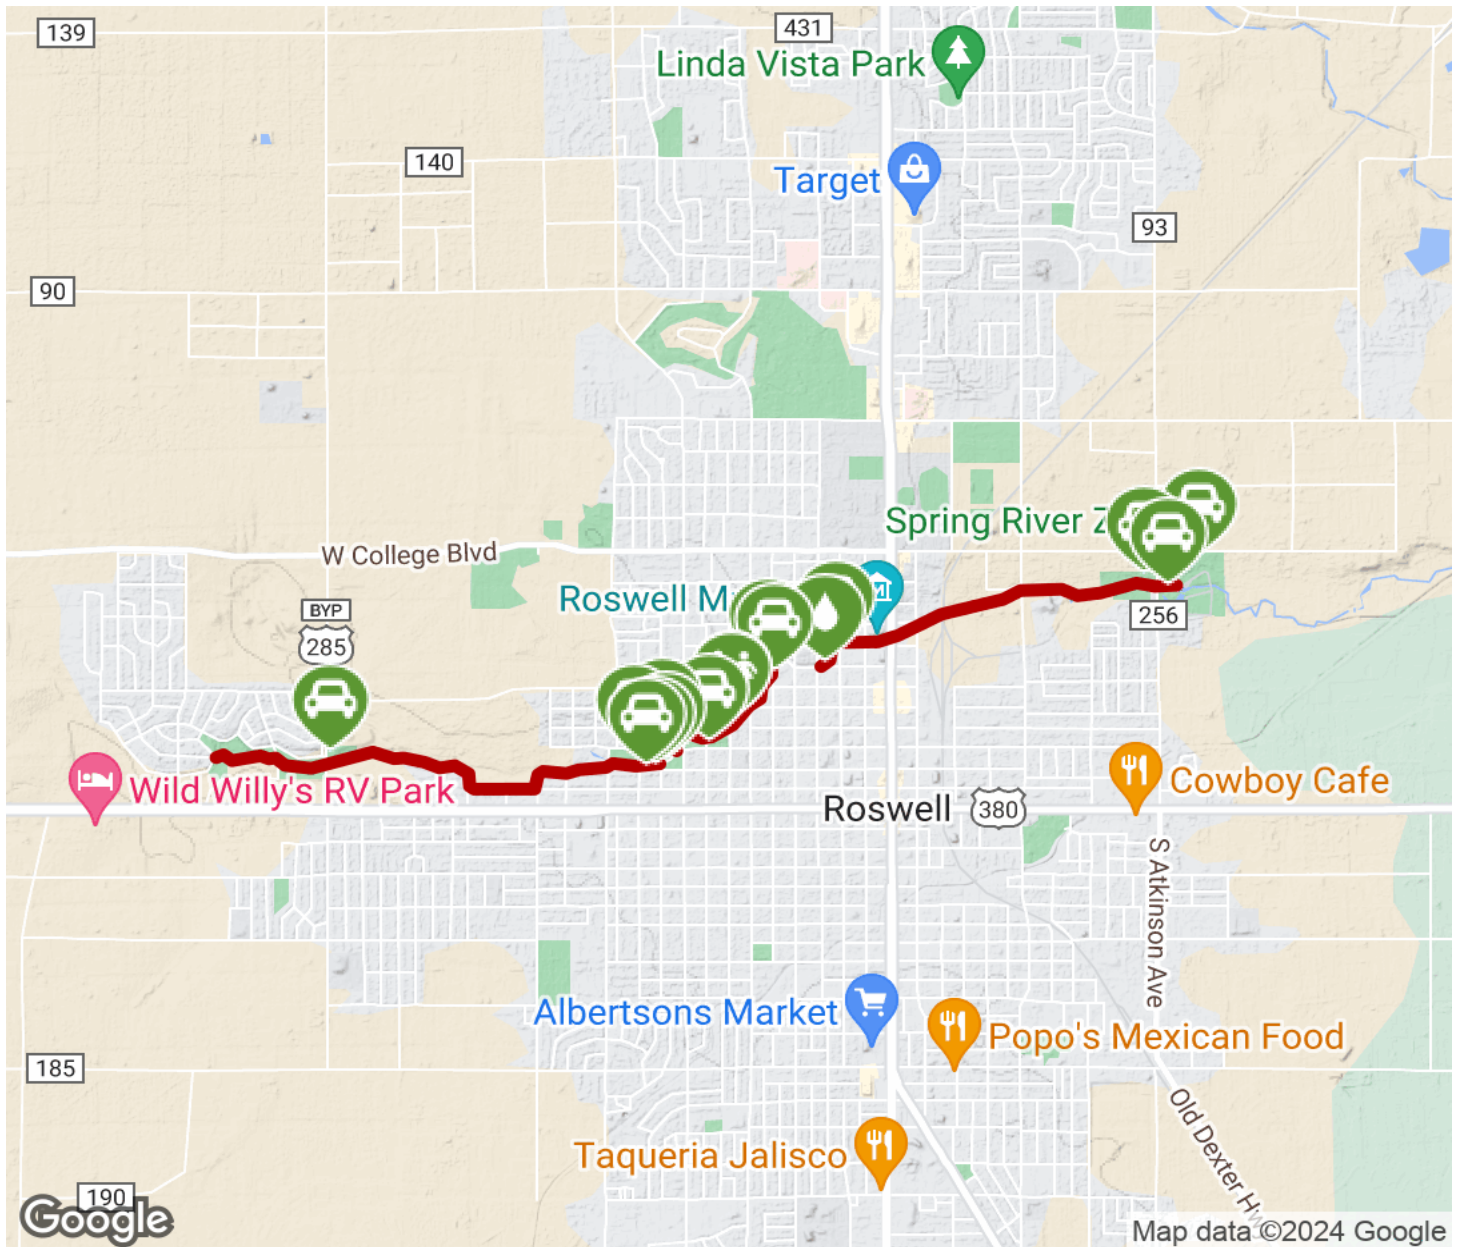 139
431
Linda Vista Park
140
Target
93
90
Spring River Z
W College Blvd
Roswell M
BYP
285
256
Wild Willy's RV Park
Roswell
380
Cowboy Cafe
S Atkinson Ave
Albertsons Market
Popo's Mexican Food
185
Old Dexter Hwy
Taqueria Jalisco
190
Google
Map data ©2024 Google